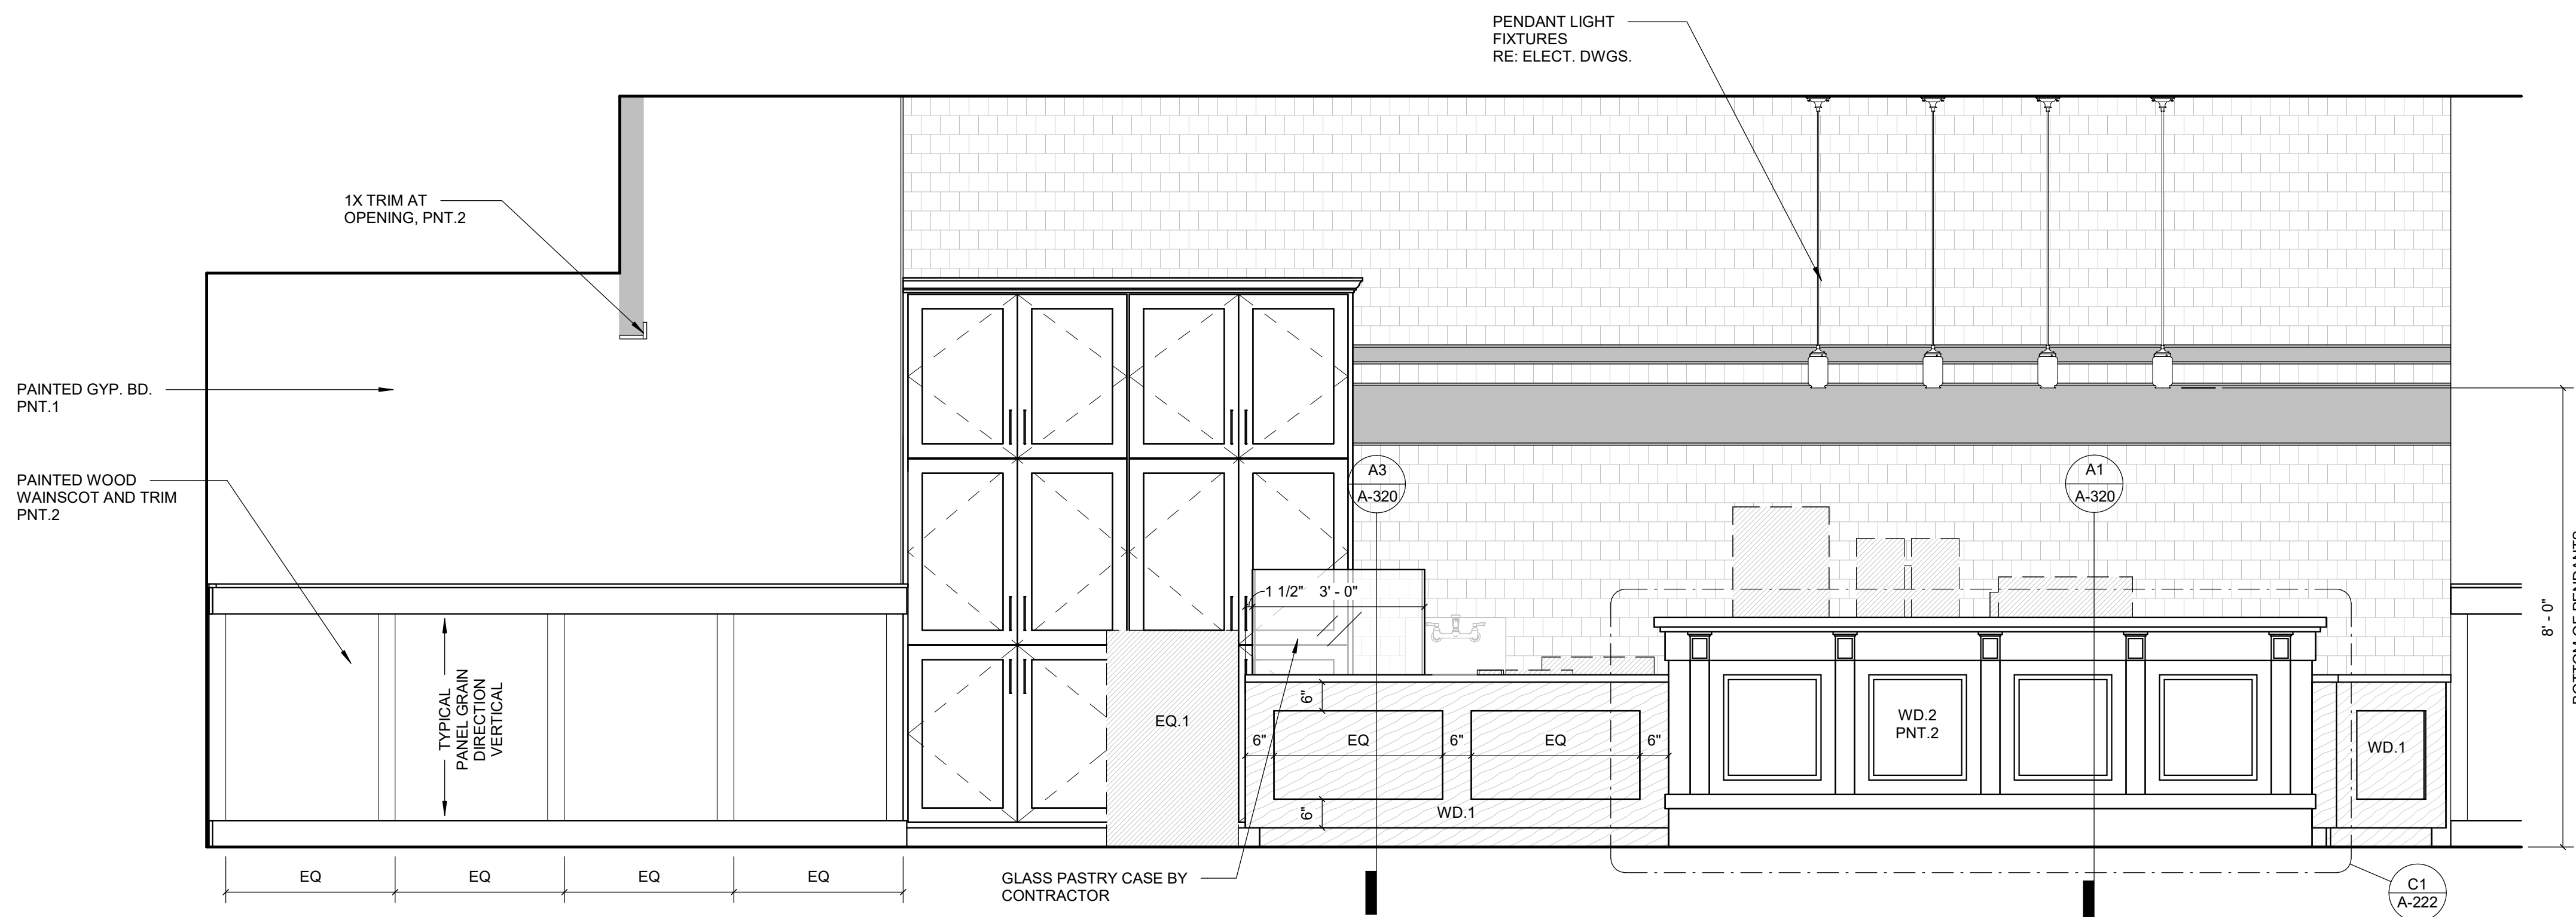 PENDANT LIGHT
FIXTURES
RE: ELECT. DWGS.
1X TRIM AT
OPENING, PNT.2
PAINTED GYP. BD.
PNT.1
PAINTED WOOD
WAINSCOT AND TRIM
PNT.2
A3
A-320
A1
A-320
1 1/2" 3' - 0"
8' - 0"
BOTTOM OF PENDANTS
TYPICAL
PANEL GRAIN
DIRECTION
VERTICAL
EQ.1
6"
6" EQ 6" EQ 6"
6"
WD.1
WD.2
PNT.2
WD.1
EQ EQ EQ EQ
GLASS PASTRY CASE BY
CONTRACTOR
C1
A-222